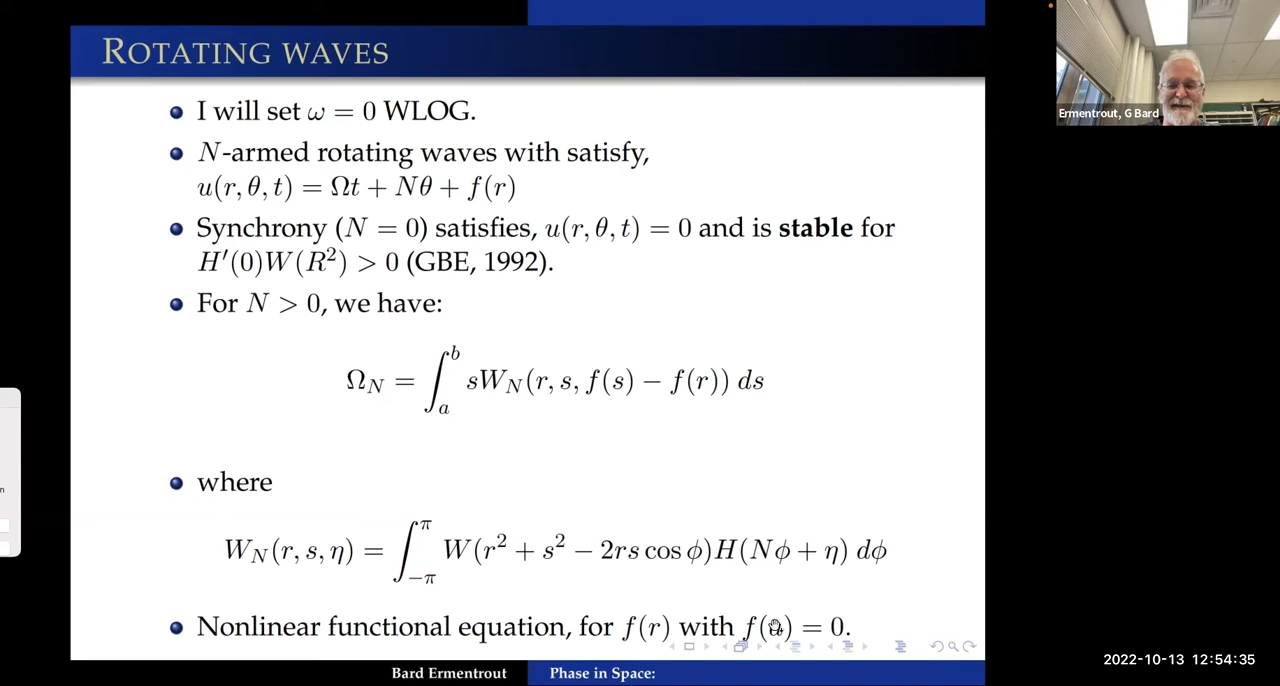 ROTATING WAVES
I will set ω = 0 WLOG.
N-armed rotating waves with satisfy,
u(r, θ, t) = Ωt + Nθ + f(r)
Synchrony (N = 0) satisfies, u(r, θ, t) = 0 and is stable for
H′(0)W(R²) > 0 (GBE, 1992).
For N > 0, we have:
Ω_N = ∫_a^b sW_N(r, s, f(s) − f(r)) ds
where
W_N(r, s, η) = ∫_{−π}^{π} W(r² + s² − 2rs cos φ)H(Nφ + η) dφ
Nonlinear functional equation, for f(r) with f( ) = 0.
Bard Ermentrout
Phase in Space:
Ermentrout, G Bard
2022-10-13 12:54:35